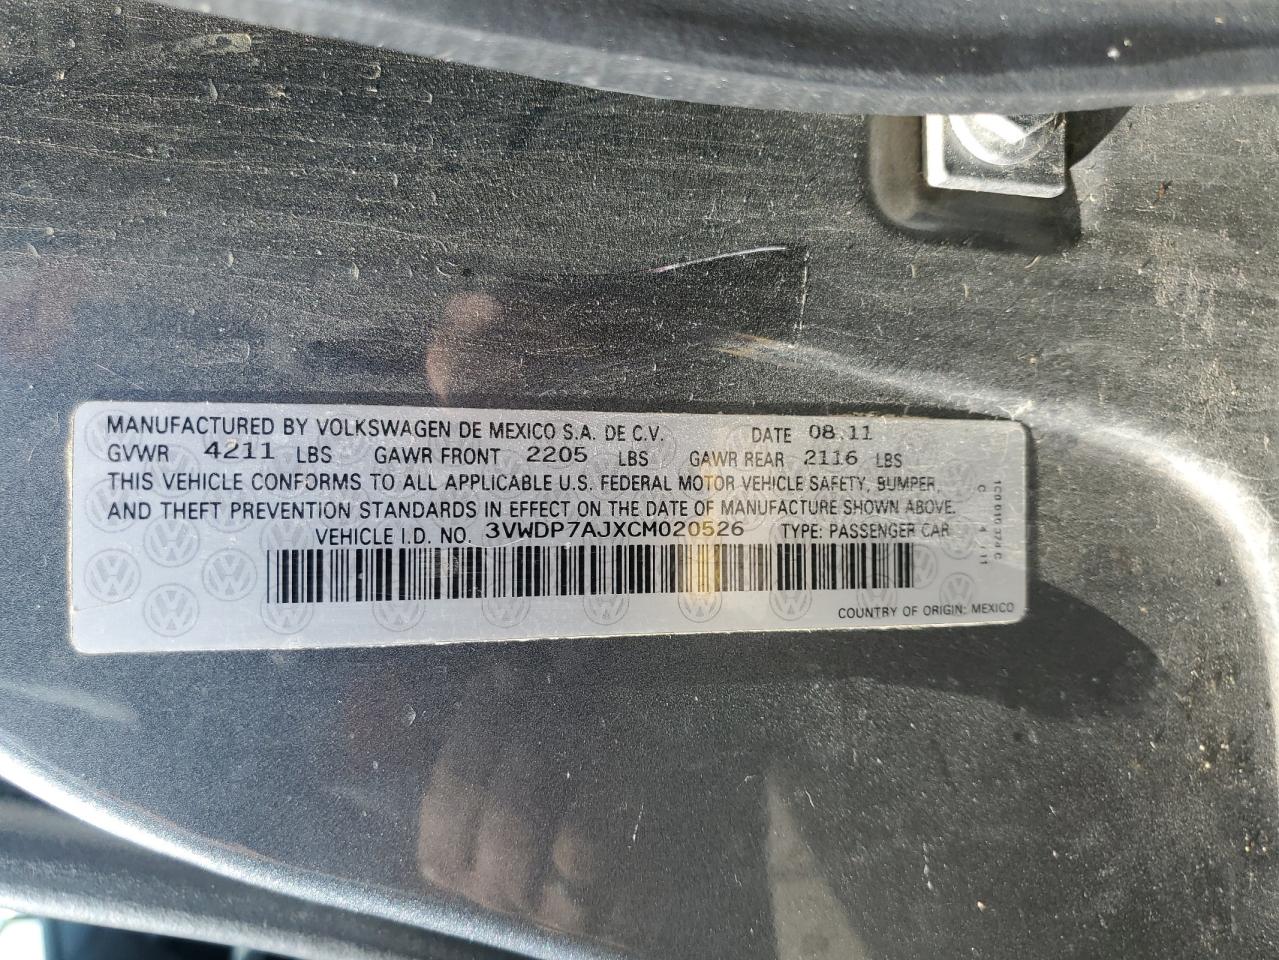 MANUFACTURED BY VOLKSWAGEN DE MEXICO S.A. DE C.V. DATE 08.11
GVWR 4211 LBS GAWR FRONT 2205 LBS GAWR REAR 2116 LBS
THIS VEHICLE CONFORMS TO ALL APPLICABLE U.S. FEDERAL MOTOR VEHICLE SAFETY, BUMPER,
AND THEFT PREVENTION STANDARDS IN EFFECT ON THE DATE OF MANUFACTURE SHOWN ABOVE.
VEHICLE I.D. NO. 3VWDP7AJXCM020526 TYPE: PASSENGER CAR
COUNTRY OF ORIGIN: MEXICO